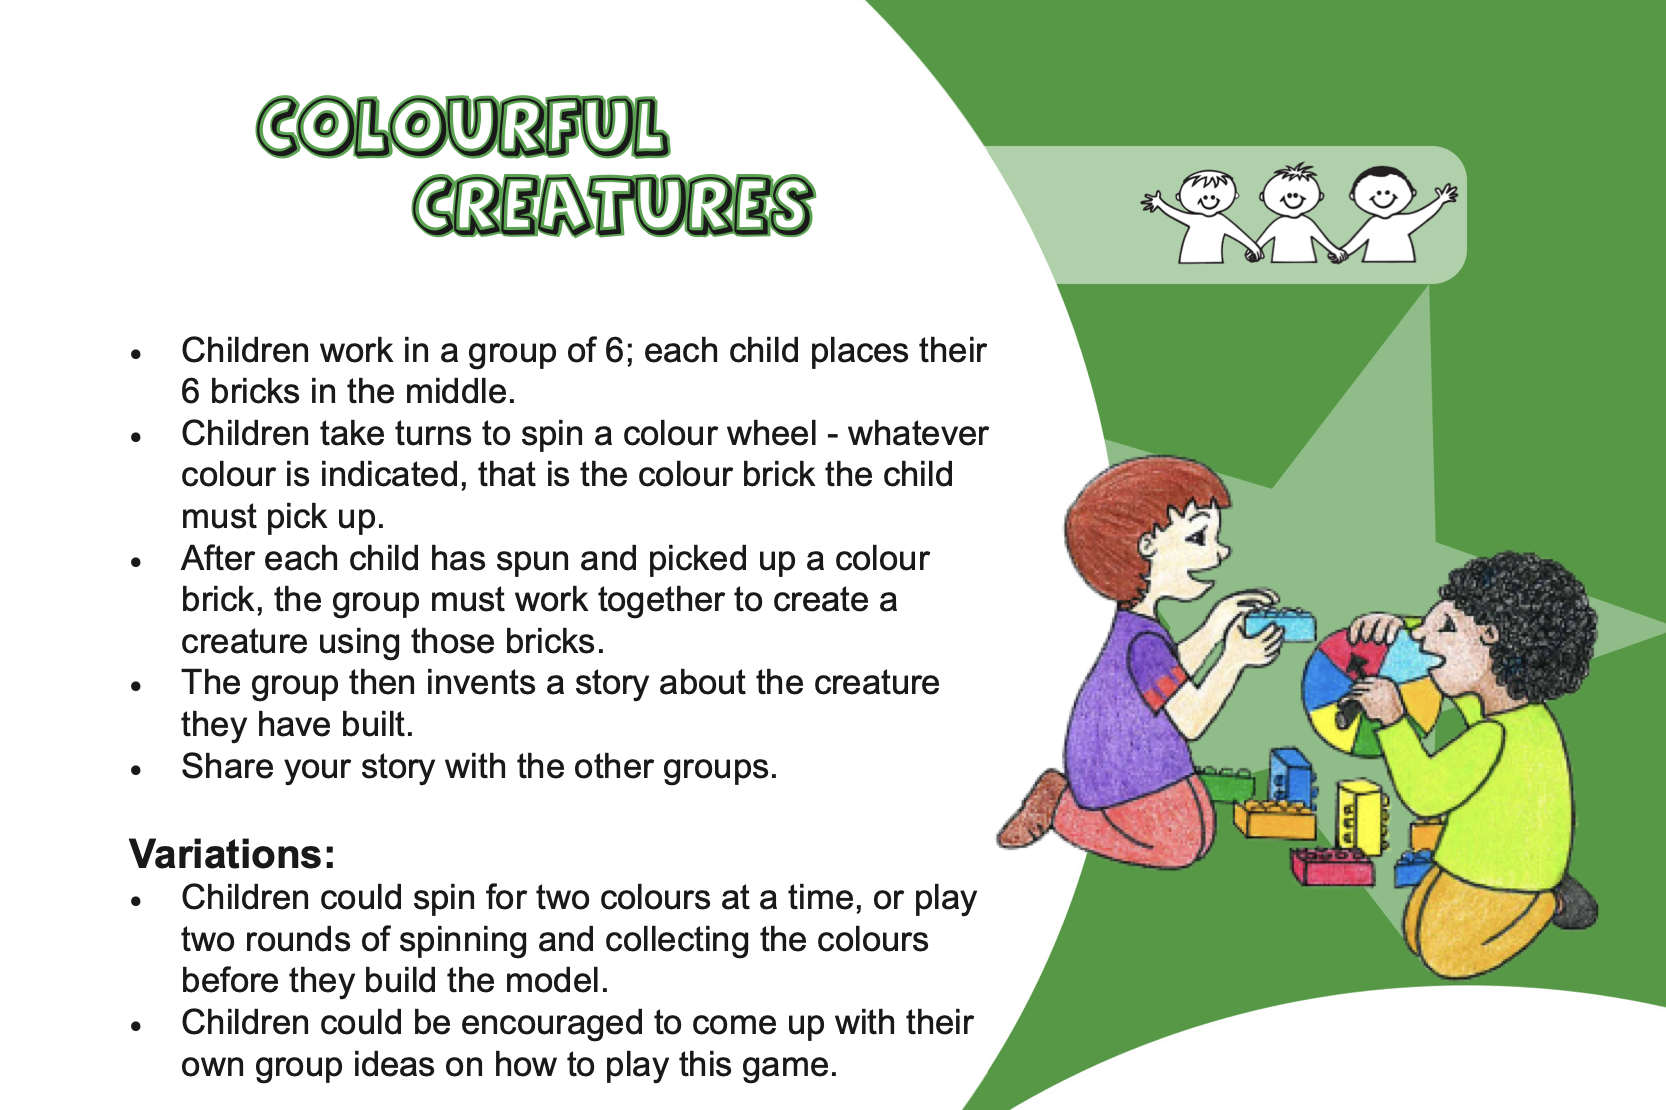 COLOURFUL
CREATURES
• Children work in a group of 6; each child places their
6 bricks in the middle.
• Children take turns to spin a colour wheel - whatever
colour is indicated, that is the colour brick the child
must pick up.
• After each child has spun and picked up a colour
brick, the group must work together to create a
creature using those bricks.
• The group then invents a story about the creature
they have built.
• Share your story with the other groups.
Variations:
• Children could spin for two colours at a time, or play
two rounds of spinning and collecting the colours
before they build the model.
• Children could be encouraged to come up with their
own group ideas on how to play this game.